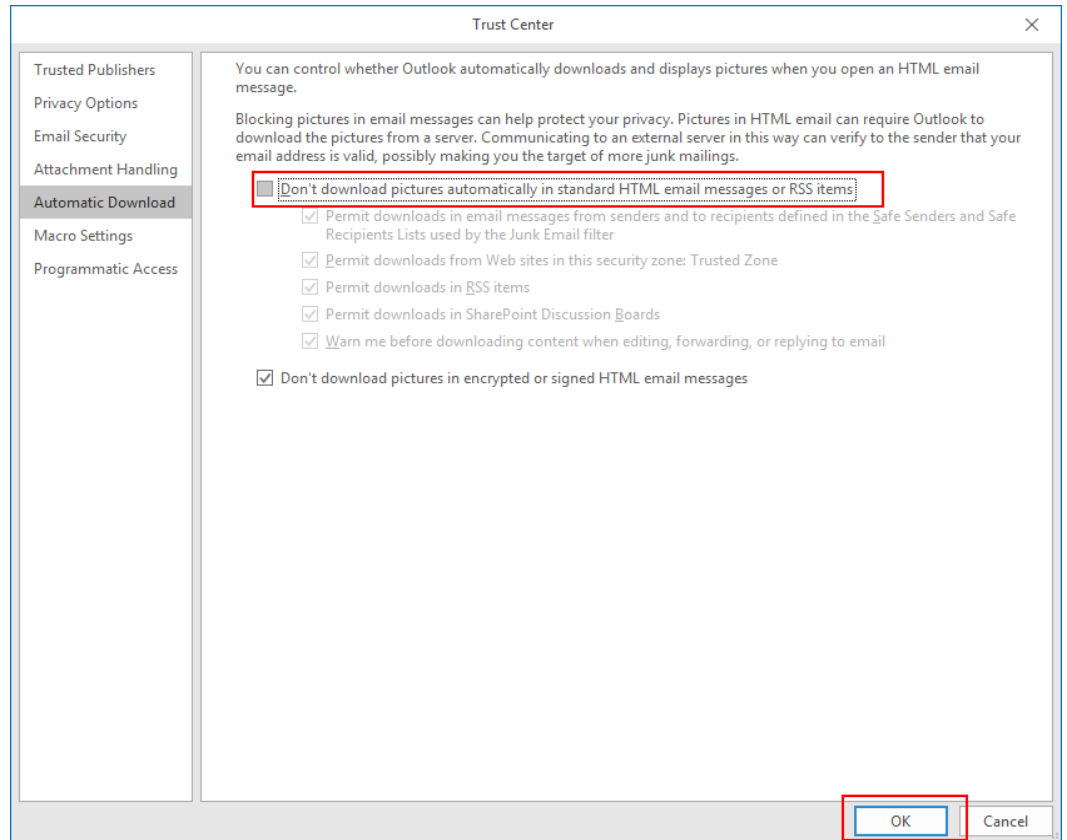 Trust Center
Trusted Publishers
Privacy Options
Email Security
Attachment Handling
Automatic Download
Macro Settings
Programmatic Access
You can control whether Outlook automatically downloads and displays pictures when you open an HTML email
message.
Blocking pictures in email messages can help protect your privacy. Pictures in HTML email can require Outlook to
download the pictures from a server. Communicating to an external server in this way can verify to the sender that your
email address is valid, possibly making you the target of more junk mailings.
Don't download pictures automatically in standard HTML email messages or RSS items
Permit downloads in email messages from senders and to recipients defined in the Safe Senders and Safe
Recipients Lists used by the Junk Email filter
Permit downloads from Web sites in this security zone: Trusted Zone
Permit downloads in RSS items
Permit downloads in SharePoint Discussion Boards
Warn me before downloading content when editing, forwarding, or replying to email
Don't download pictures in encrypted or signed HTML email messages
OK
Cancel